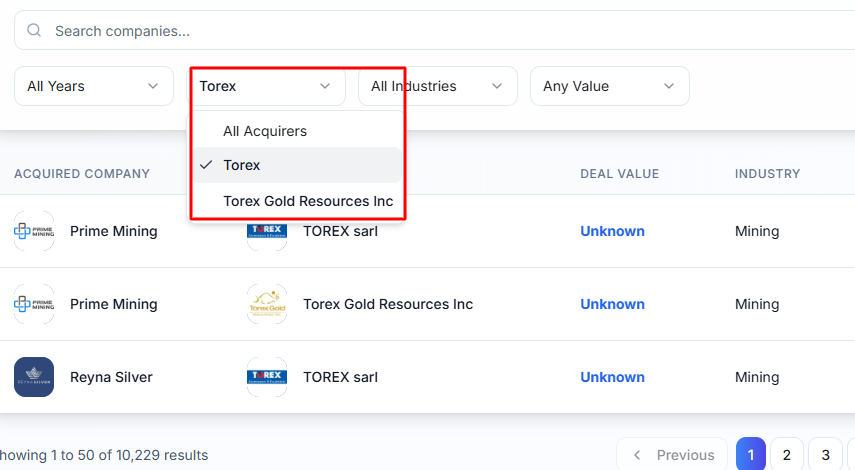 Search companies...
All Years
Torex
All Industries
Any Value
All Acquirers
Torex
Torex Gold Resources Inc
ACQUIRED COMPANY
DEAL VALUE
INDUSTRY
PRIME MINING
Prime Mining
TOREX
TOREX sarl
Unknown
Mining
PRIME MINING
Prime Mining
Torex Gold
Torex Gold Resources Inc
Unknown
Mining
REYNA SILVER
Reyna Silver
TOREX
TOREX sarl
Unknown
Mining
howing 1 to 50 of 10,229 results
Previous
1
2
3